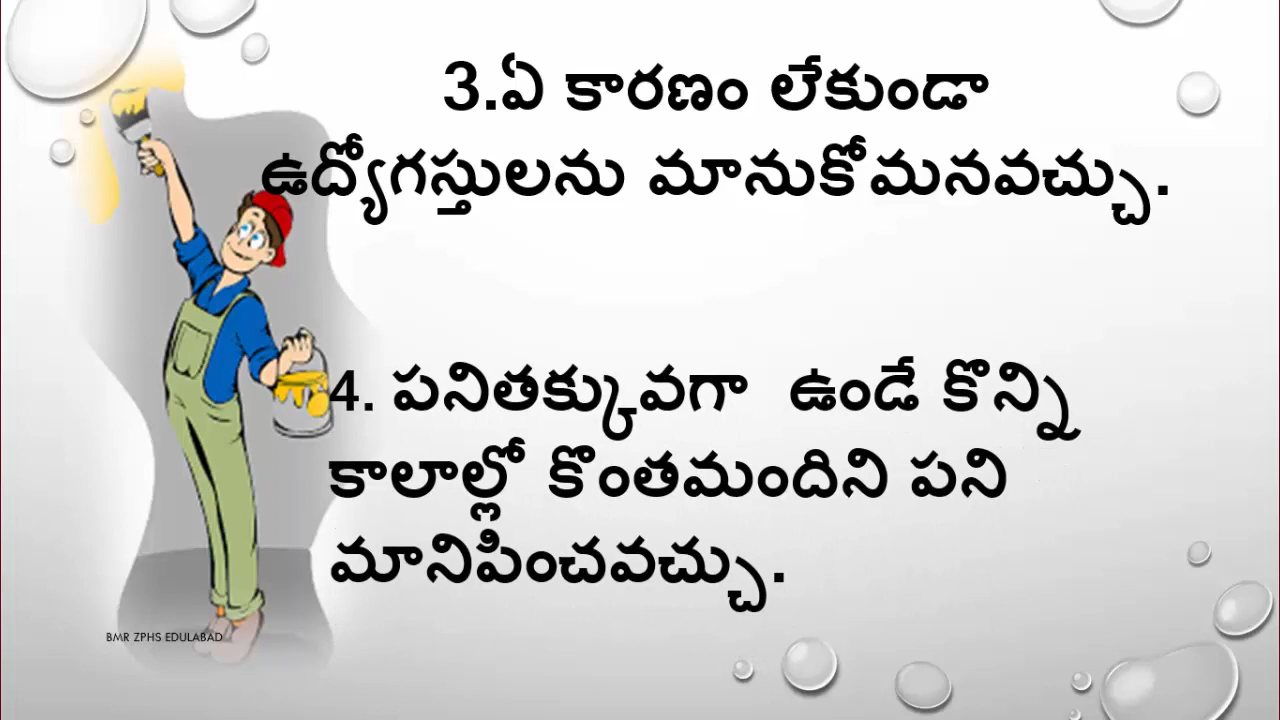 3.ఏ కారణం లేకుండా
ఉద్యోగస్తులను మానుకోమనవచ్చు.
4. పనితక్కువగా ఉండే కొన్ని
కాలాల్లో కొంతమందిని పని
మానిపించవచ్చు.
BMR ZPHS EDULABAD